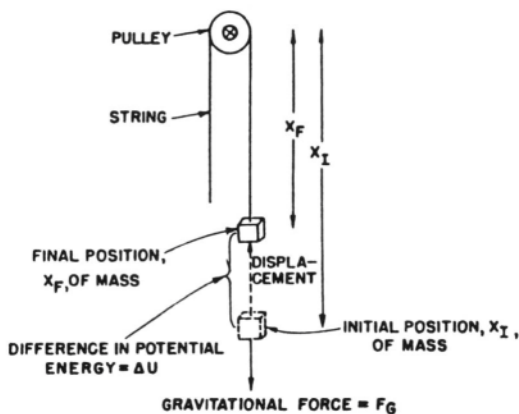 PULLEY
STRING
X_F
X_I
FINAL POSITION,
X_F, OF MASS
DISPLA-
CEMENT
DIFFERENCE IN POTENTIAL
ENERGY = ΔU
INITIAL POSITION, X_I,
OF MASS
GRAVITATIONAL FORCE = F_G